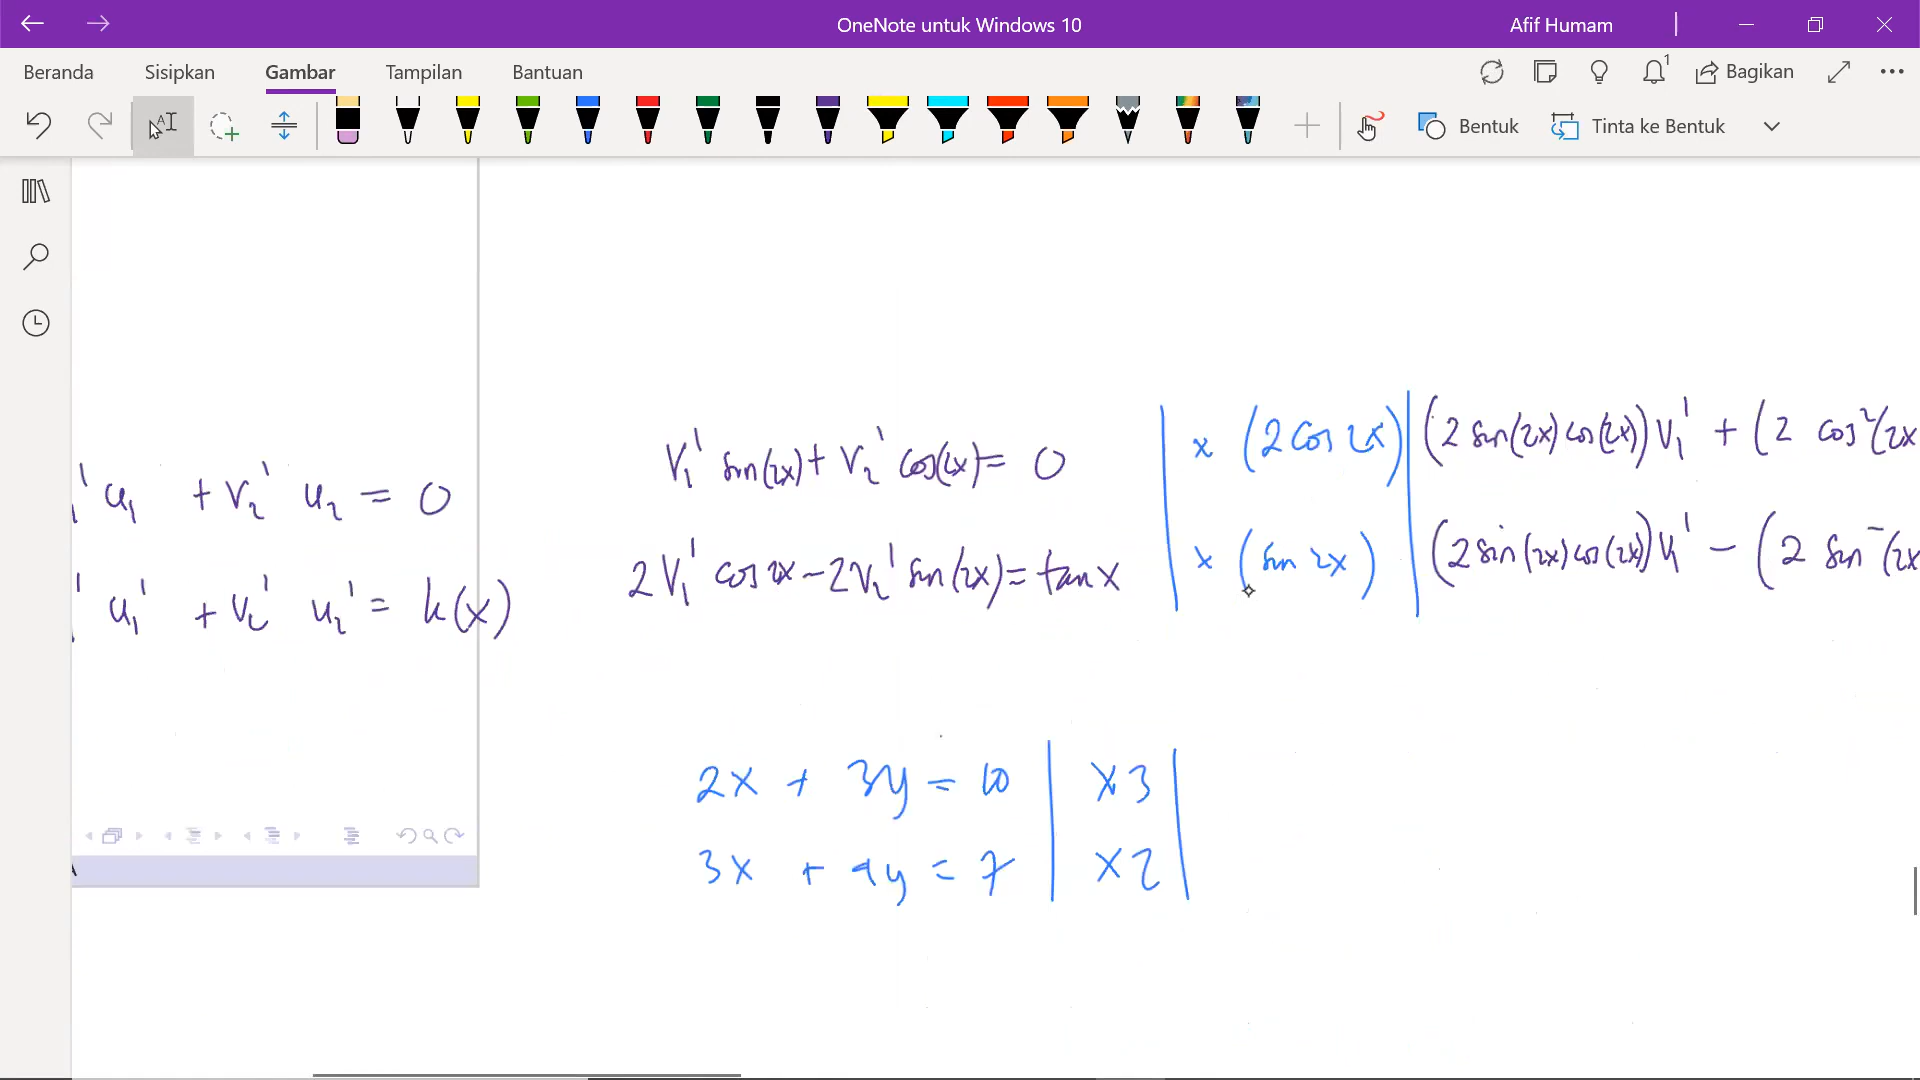 OneNote untuk Windows 10
Afif Humam
Beranda Sisipkan Gambar Tampilan Bantuan
1 Bagikan
Bentuk Tinta ke Bentuk
₁' u₁ + V₂' u₂ = 0
' u₁' + V₂' u₂' = k(x)
V₁' sin(2x) + V₂' cos(2x) = 0
2V₁' cos 2x - 2V₂' sin(2x) = tan x
x (2 cos 2x) (2 sin(2x) cos(2x)) V₁' + (2 cos²(2x
x (sin 2x) (2 sin(2x) cos(2x)) V₁' - (2 sin (2x
2x + 3y = 10 x3
3x + 4y = 7 x2